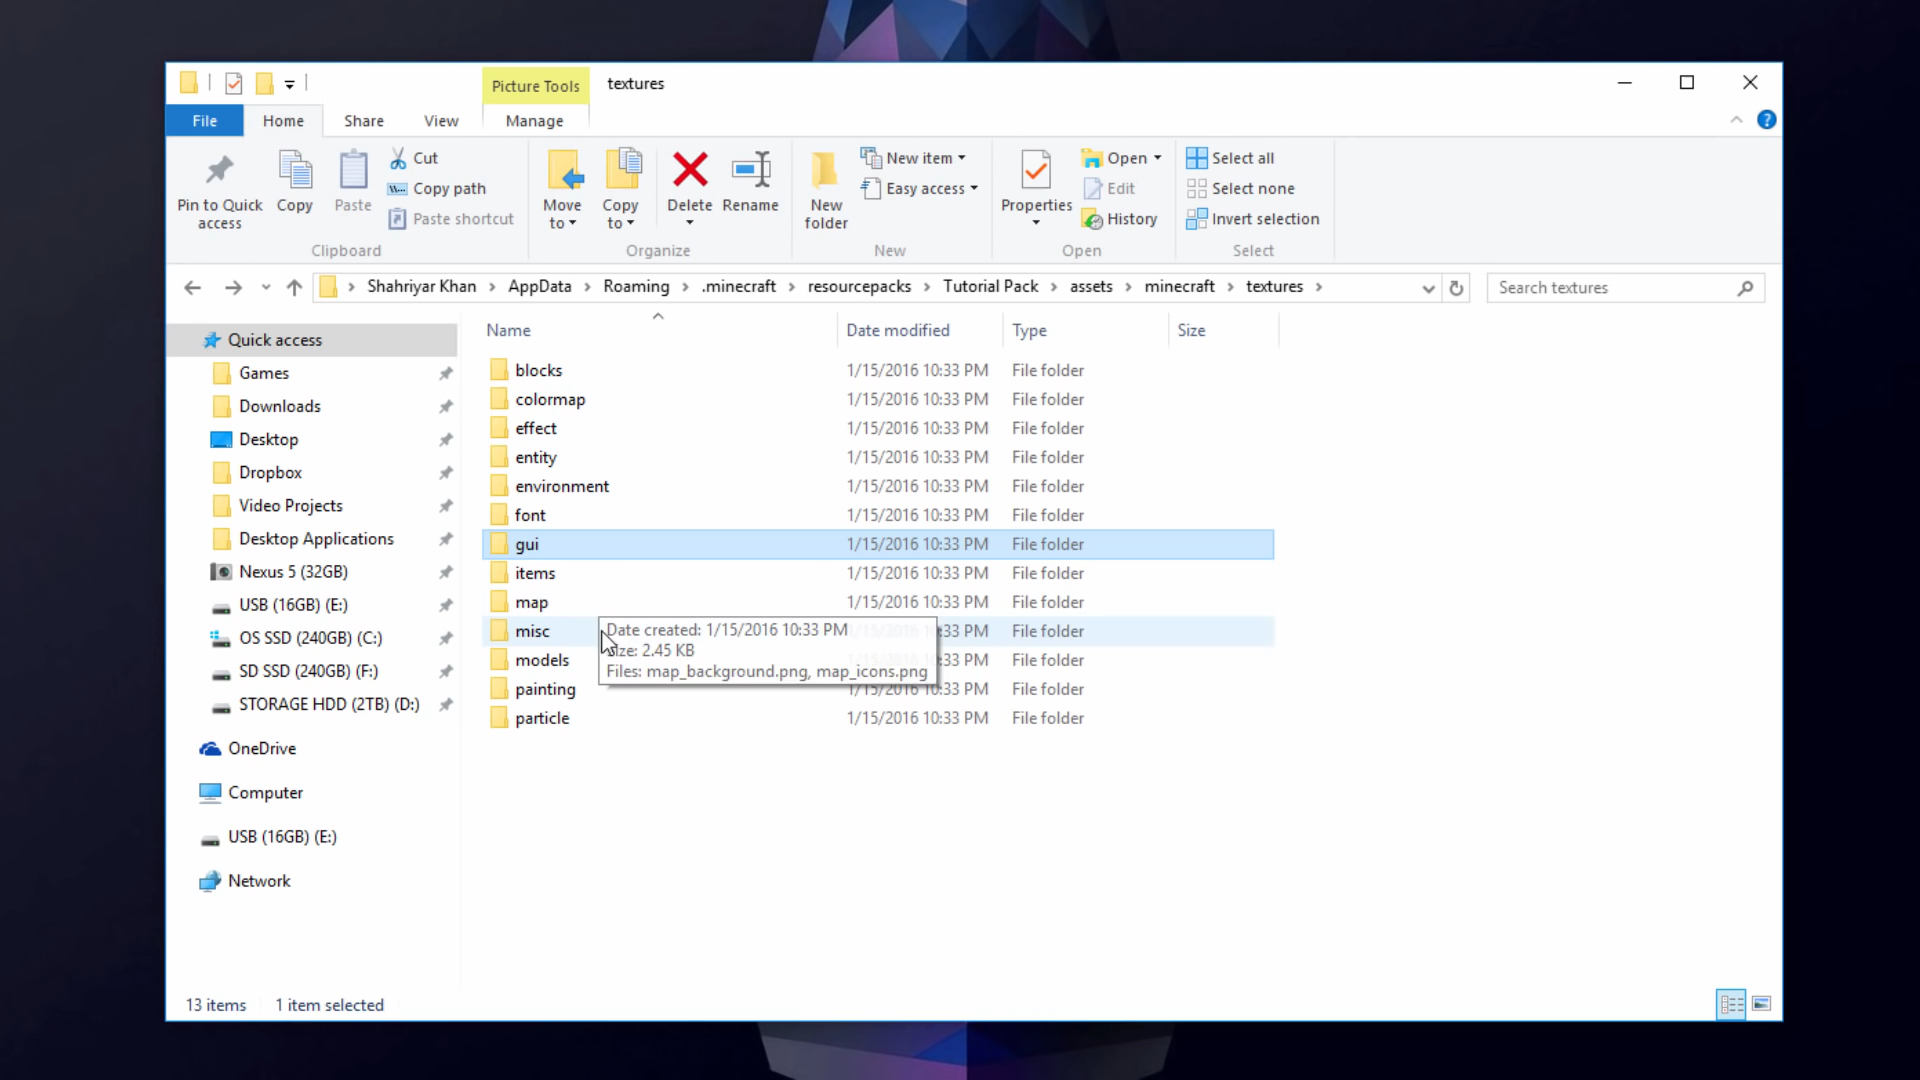 Picture Tools
textures
File
Home
Share
View
Manage
Pin to Quick access
Copy
Paste
Cut
Copy path
Paste shortcut
Clipboard
Move to
Copy to
Delete
Rename
Organize
New folder
New item
Easy access
New
Properties
Open
Edit
History
Open
Select all
Select none
Invert selection
Select
Shahriyar Khan > AppData > Roaming > .minecraft > resourcepacks > Tutorial Pack > assets > minecraft > textures >
Search textures
Name Date modified Type Size
Quick access
Games
Downloads
Desktop
Dropbox
Video Projects
Desktop Applications
Nexus 5 (32GB)
USB (16GB) (E:)
OS SSD (240GB) (C:)
SD SSD (240GB) (F:)
STORAGE HDD (2TB) (D:)
OneDrive
Computer
USB (16GB) (E:)
Network
blocks 1/15/2016 10:33 PM File folder
colormap 1/15/2016 10:33 PM File folder
effect 1/15/2016 10:33 PM File folder
entity 1/15/2016 10:33 PM File folder
environment 1/15/2016 10:33 PM File folder
font 1/15/2016 10:33 PM File folder
gui 1/15/2016 10:33 PM File folder
items 1/15/2016 10:33 PM File folder
map 1/15/2016 10:33 PM File folder
misc File folder
models File folder
painting 1/15/2016 10:33 PM File folder
particle 1/15/2016 10:33 PM File folder
Date created: 1/15/2016 10:33 PM
Size: 2.45 KB
Files: map_background.png, map_icons.png
13 items 1 item selected